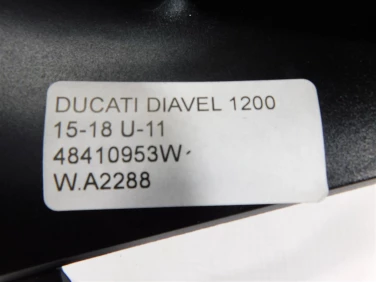 DUCATI DIAVEL 1200
15-18 U-11
48410953W
W.A2288